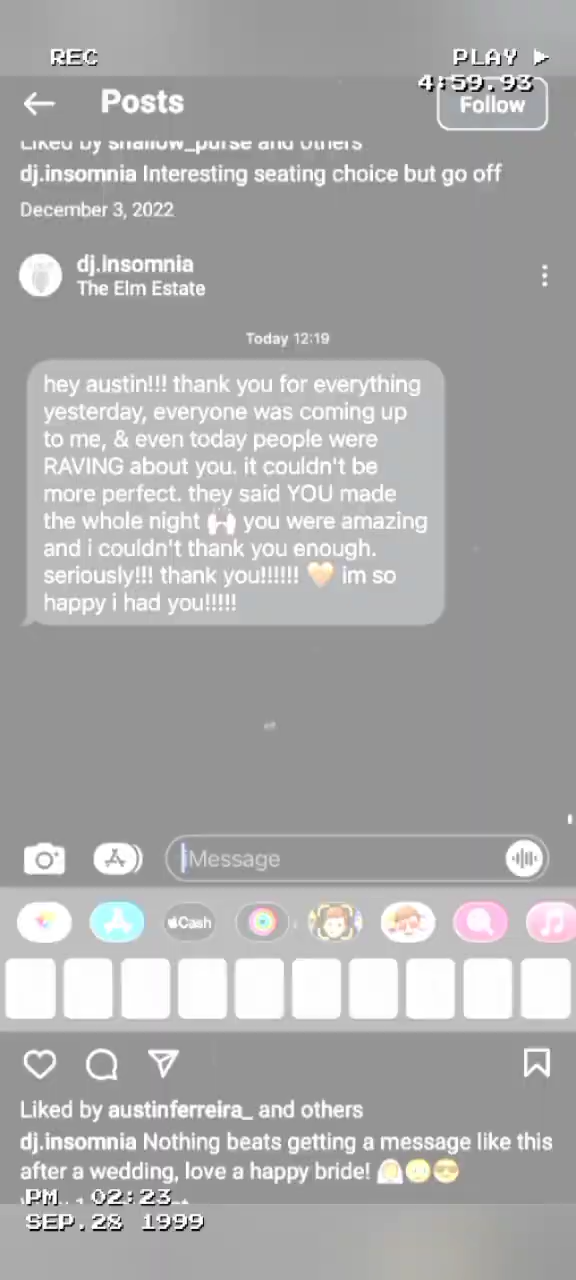 REC
PLAY
4:59.93
Posts
Follow
Liked by shallow_purse and others
dj.insomnia Interesting seating choice but go off
December 3, 2022
dj.insomnia
The Elm Estate
Today 12:19
hey austin!!! thank you for everything
yesterday, everyone was coming up
to me, & even today people were
RAVING about you. it couldn't be
more perfect. they said YOU made
the whole night 🙌 you were amazing
and i couldn't thank you enough.
seriously!!! thank you!!!!!! 🧡 im so
happy i had you!!!!!
iMessage
Cash
Liked by austinferreira_ and others
dj.insomnia Nothing beats getting a message like this
after a wedding, love a happy bride! 👰🌝😎
PM 02:23
SEP.28 1999